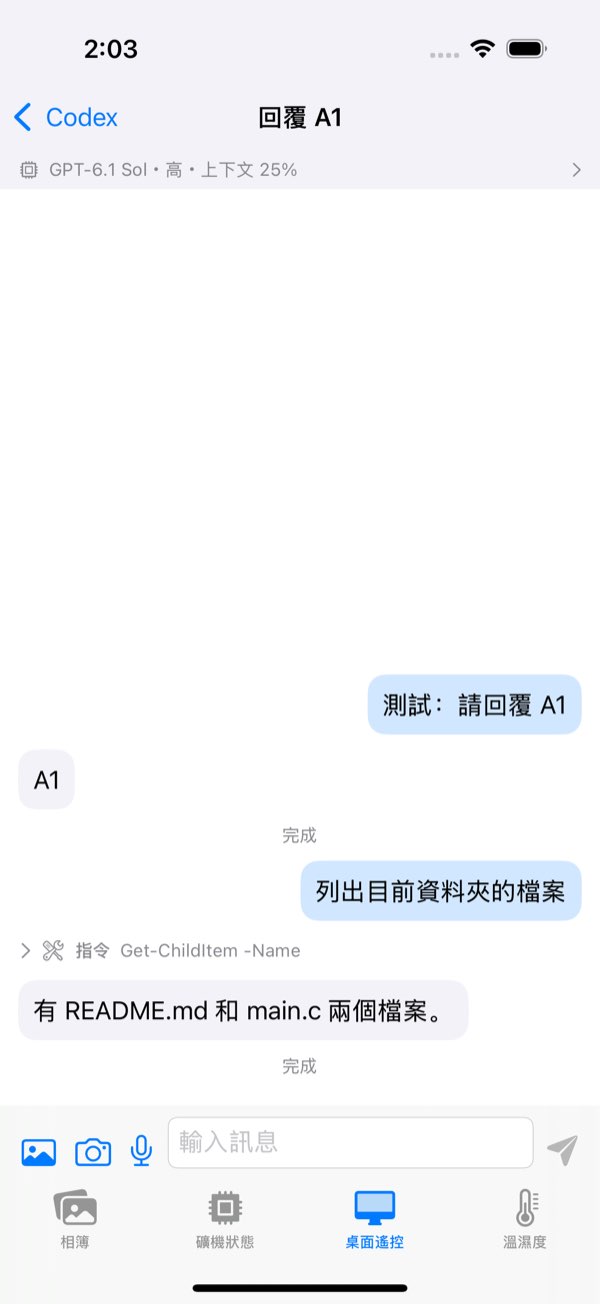 2:03
Codex
回覆 A1
GPT-6.1 Sol・高・上下文 25%
測試：請回覆 A1
A1
完成
列出目前資料夾的檔案
指令 Get-ChildItem -Name
有 README.md 和 main.c 兩個檔案。
完成
輸入訊息
相簿
礦機狀態
桌面遙控
溫濕度